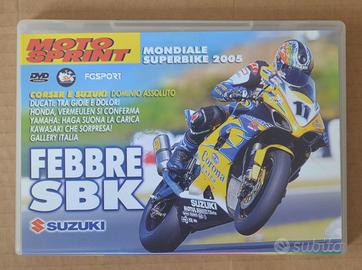 MOTO
SPRINT
MONDIALE
SUPERBIKE 2005
DVD
FGSPORT
CORSER E SUZUKI: DOMINIO ASSOLUTO
DUCATI: TRA GIOIE E DOLORI
HONDA, VERMEULEN SI CONFERMA
YAMAHA: HAGA SUONA LA CARICA
KAWASAKI CHE SORPRESA!
GALLERY ITALIA
FEBBRE
SBK
SUZUKI
11
Corona
SUZUKI
MOTUL
subito